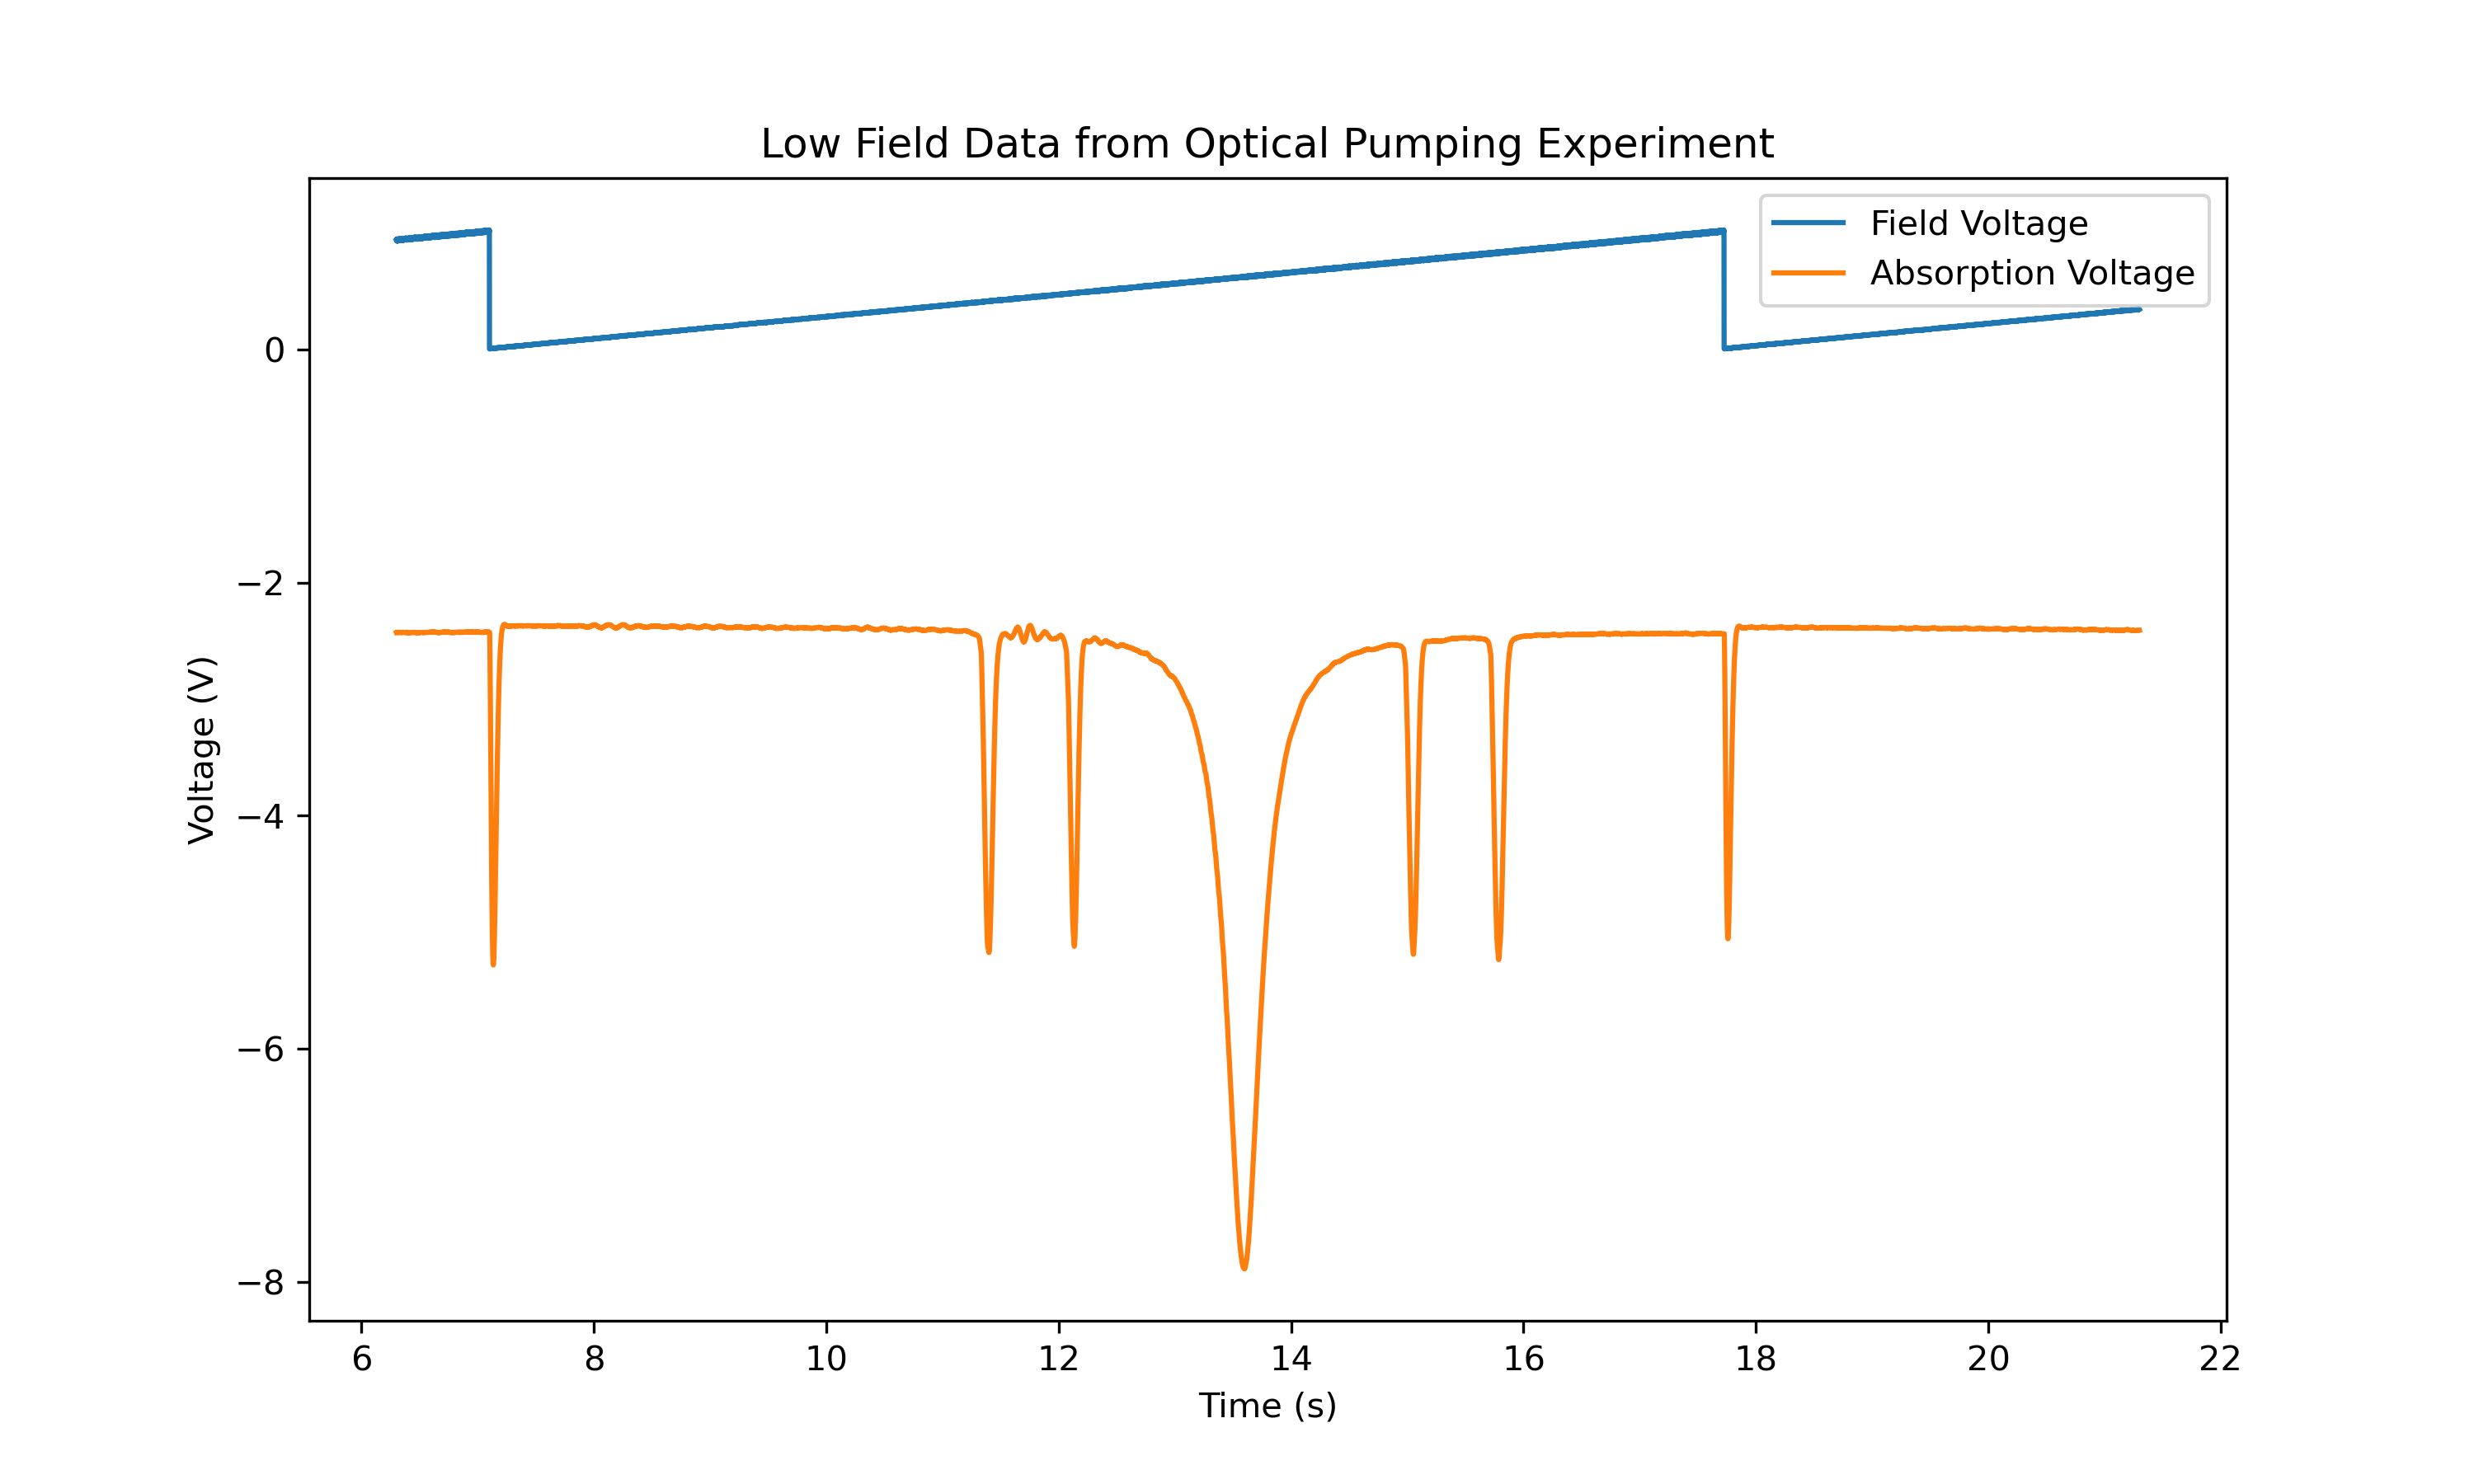 Low Field Data from Optical Pumping Experiment
Field Voltage
Absorption Voltage
Voltage (V)
0
−2
−4
−6
−8
6 8 10 12 14 16 18 20 22
Time (s)